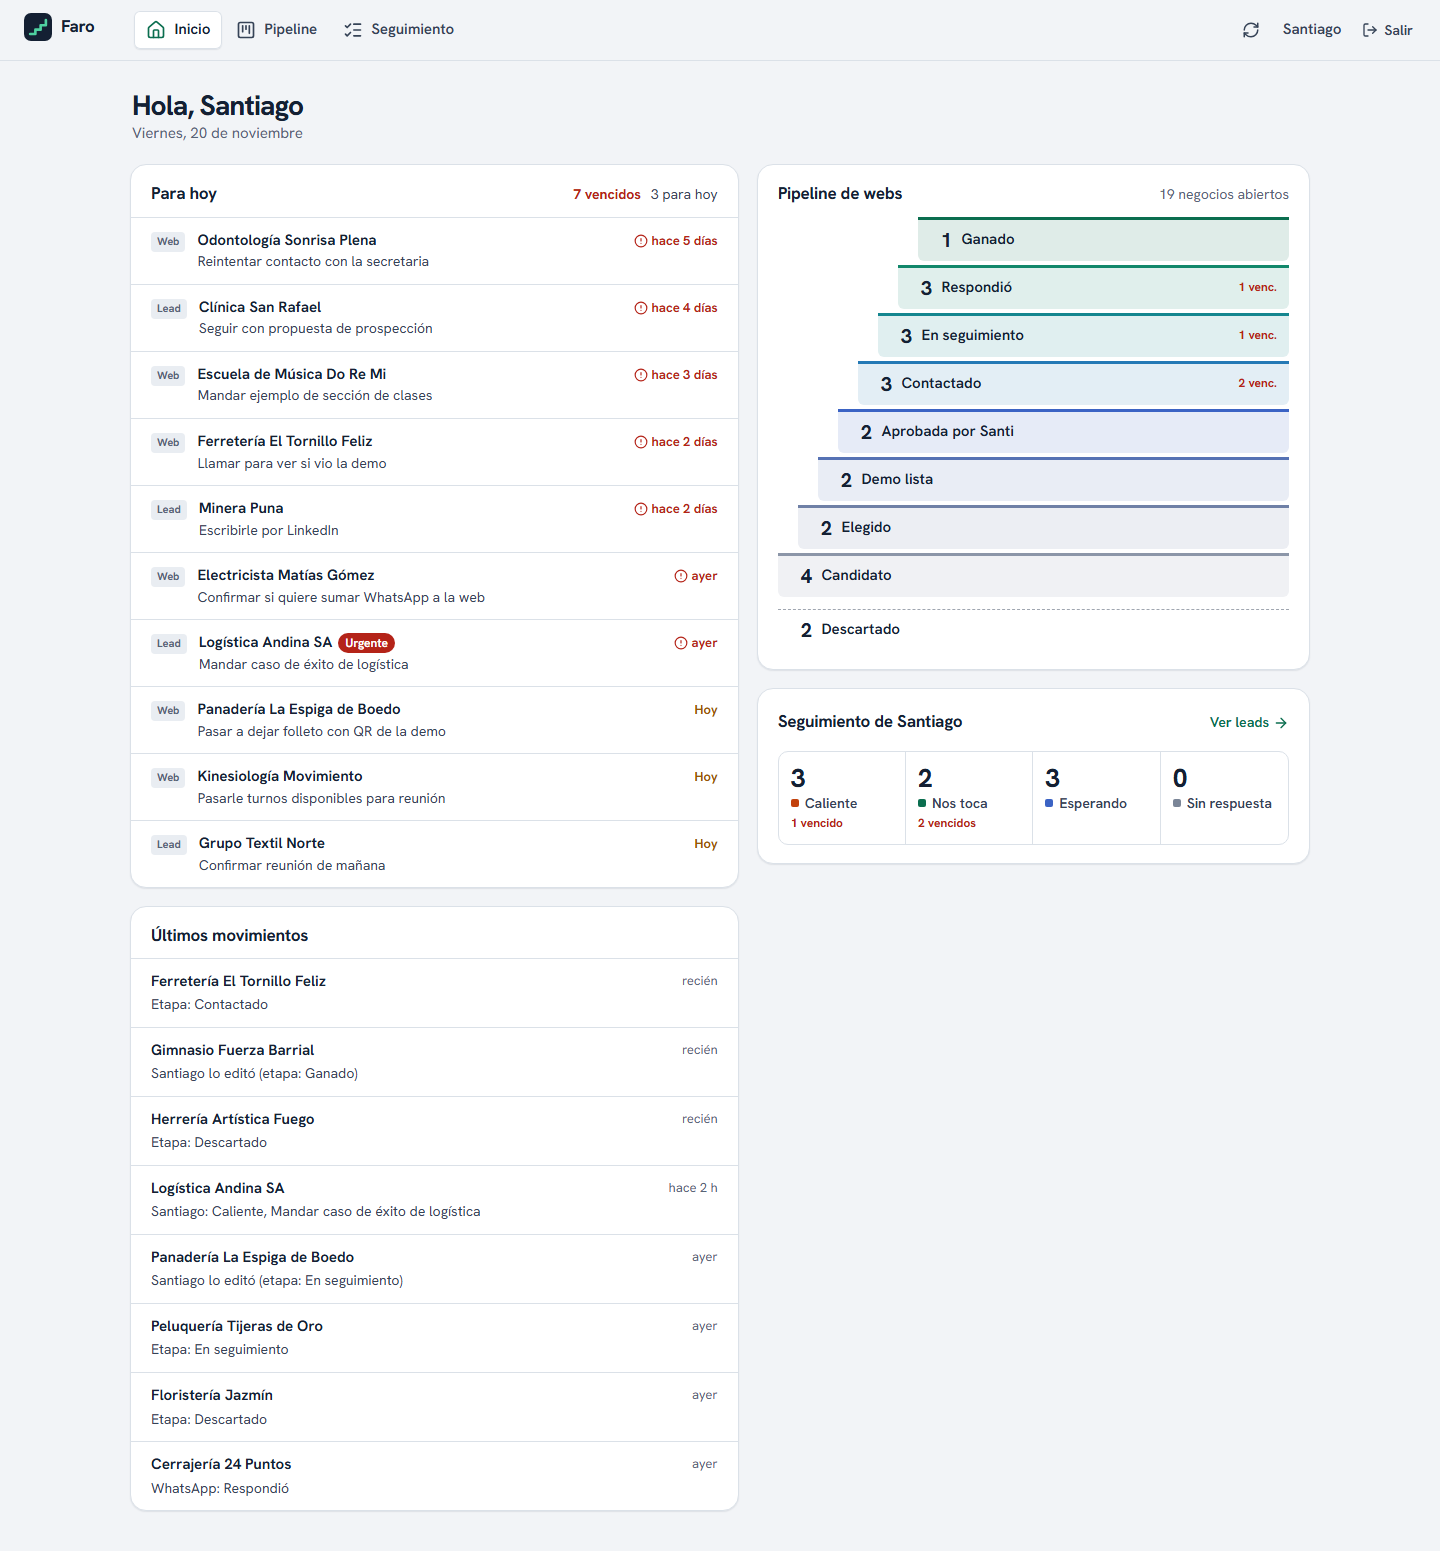 Faro
Inicio
Pipeline
Seguimiento
Santiago
Salir
Hola, Santiago
Viernes, 20 de noviembre
Para hoy
7 vencidos 3 para hoy
Web Odontología Sonrisa Plena hace 5 días
Reintentar contacto con la secretaria
Lead Clínica San Rafael hace 4 días
Seguir con propuesta de prospección
Web Escuela de Música Do Re Mi hace 3 días
Mandar ejemplo de sección de clases
Web Ferretería El Tornillo Feliz hace 2 días
Llamar para ver si vio la demo
Lead Minera Puna hace 2 días
Escribirle por LinkedIn
Web Electricista Matías Gómez ayer
Confirmar si quiere sumar WhatsApp a la web
Lead Logística Andina SA Urgente ayer
Mandar caso de éxito de logística
Web Panadería La Espiga de Boedo Hoy
Pasar a dejar folleto con QR de la demo
Web Kinesiología Movimiento Hoy
Pasarle turnos disponibles para reunión
Lead Grupo Textil Norte Hoy
Confirmar reunión de mañana
Últimos movimientos
Ferretería El Tornillo Feliz recién
Etapa: Contactado
Gimnasio Fuerza Barrial recién
Santiago lo editó (etapa: Ganado)
Herrería Artística Fuego recién
Etapa: Descartado
Logística Andina SA hace 2 h
Santiago: Caliente, Mandar caso de éxito de logística
Panadería La Espiga de Boedo ayer
Santiago lo editó (etapa: En seguimiento)
Peluquería Tijeras de Oro ayer
Etapa: En seguimiento
Floristería Jazmín ayer
Etapa: Descartado
Cerrajería 24 Puntos ayer
WhatsApp: Respondió
Pipeline de webs 19 negocios abiertos
1 Ganado
3 Respondió 1 venc.
3 En seguimiento 1 venc.
3 Contactado 2 venc.
2 Aprobada por Santi
2 Demo lista
2 Elegido
4 Candidato
2 Descartado
Seguimiento de Santiago Ver leads
3 2 3 0
Caliente Nos toca Esperando Sin respuesta
1 vencido 2 vencidos